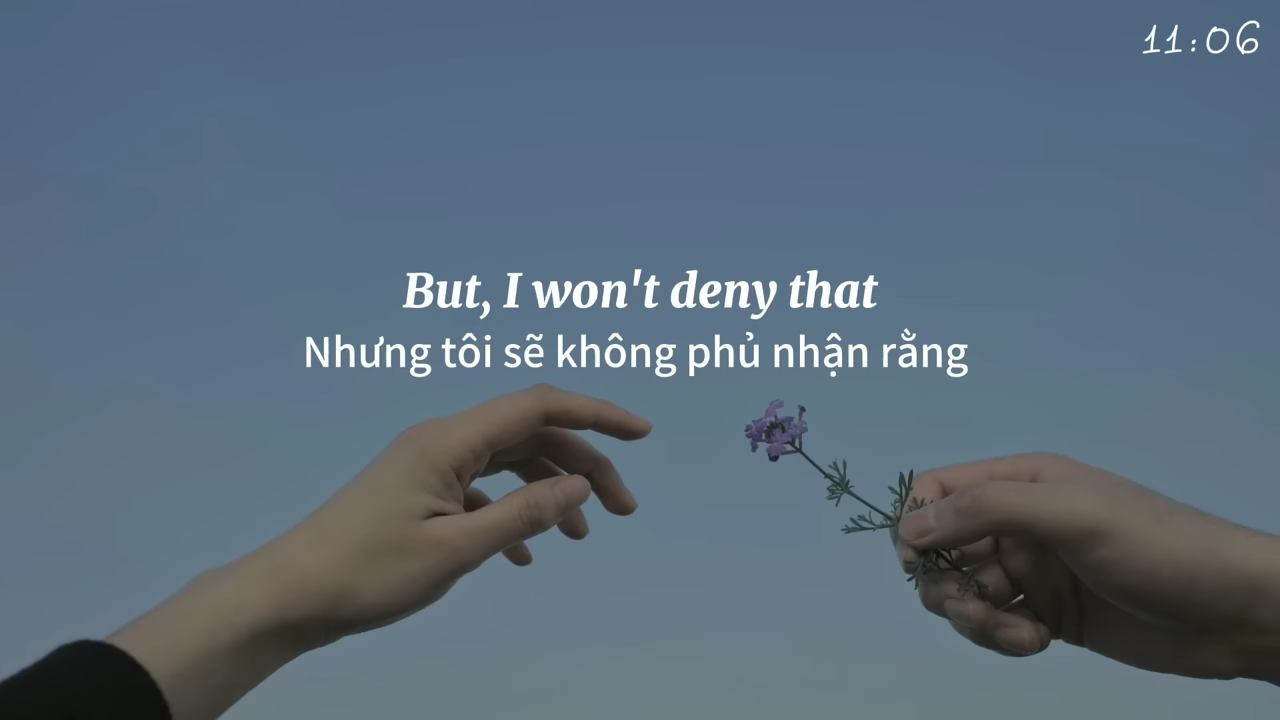 11:06
But, I won't deny that
Nhưng tôi sẽ không phủ nhận rằng